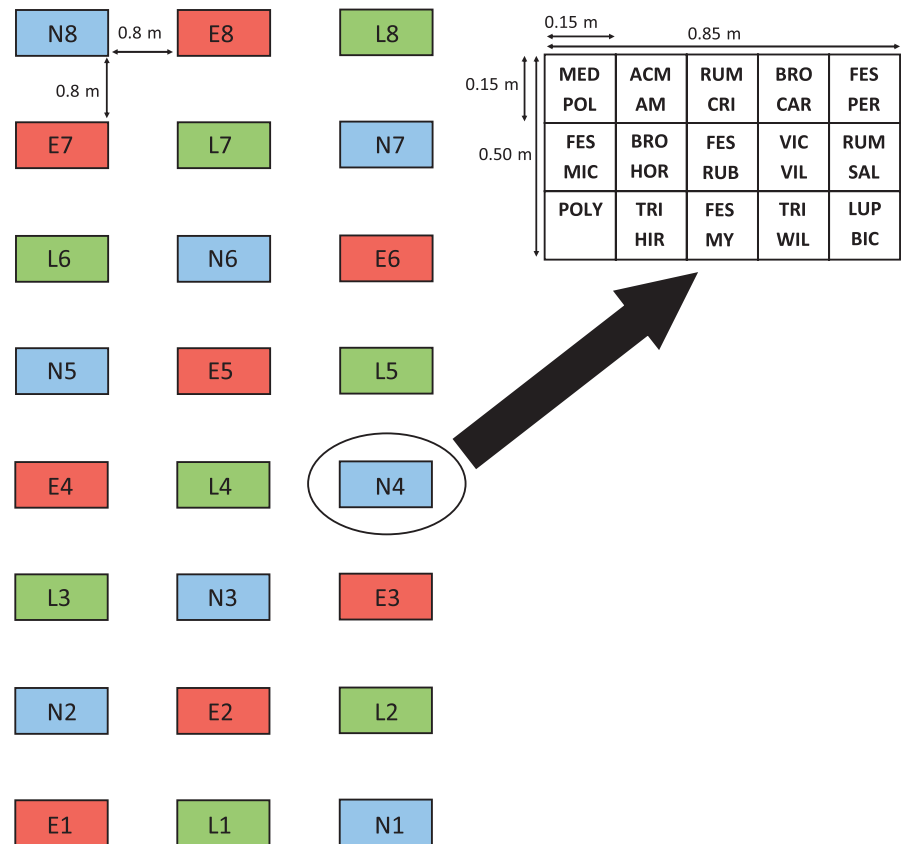 N8
0.8 m
E8
L8
0.8 m
E7
L7
N7
L6
N6
E6
N5
E5
L5
E4
L4
N4
L3
N3
E3
N2
E2
L2
E1
L1
N1
0.15 m
0.85 m
0.15 m
0.50 m
MED
POL
ACM
AM
RUM
CRI
BRO
CAR
FES
PER
FES
MIC
BRO
HOR
FES
RUB
VIC
VIL
RUM
SAL
POLY
TRI
HIR
FES
MY
TRI
WIL
LUP
BIC